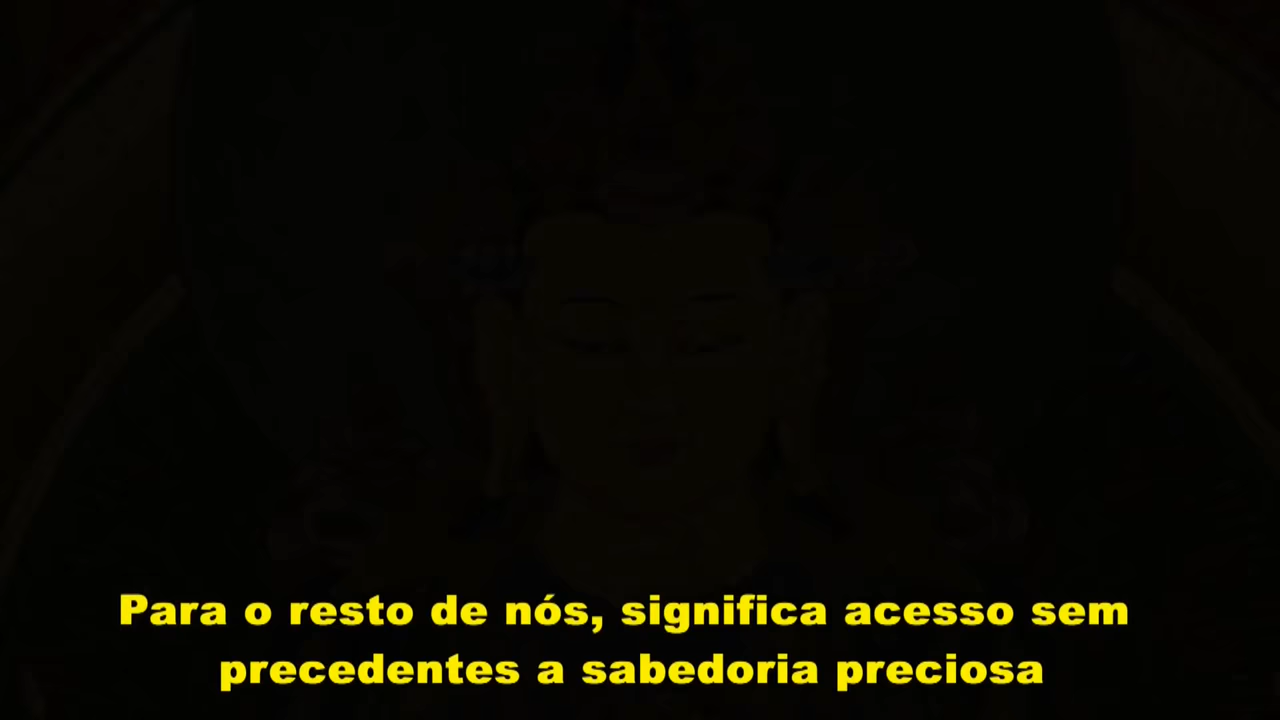 Para o resto de nós, significa acesso sem
precedentes a sabedoria preciosa